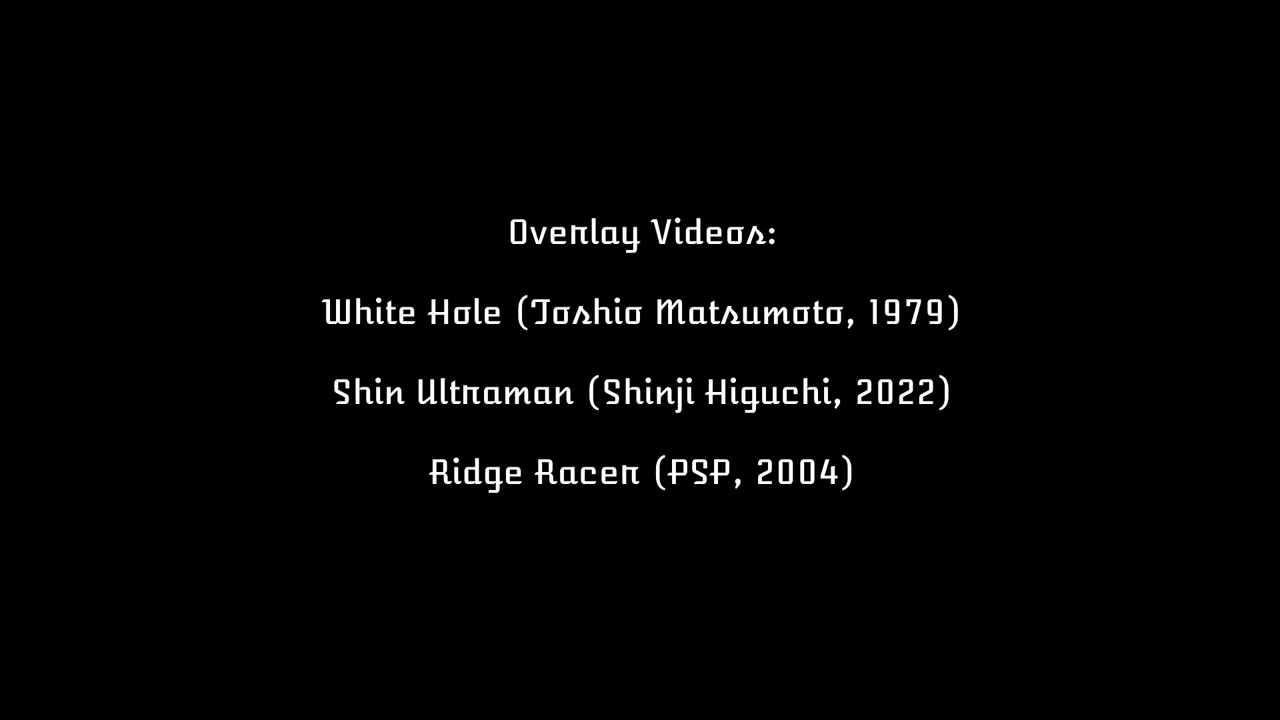 Overlay Videos:
White Hole (Toshio Matsumoto, 1979)
Shin Ultraman (Shinji Higuchi, 2022)
Ridge Racer (PSP, 2004)